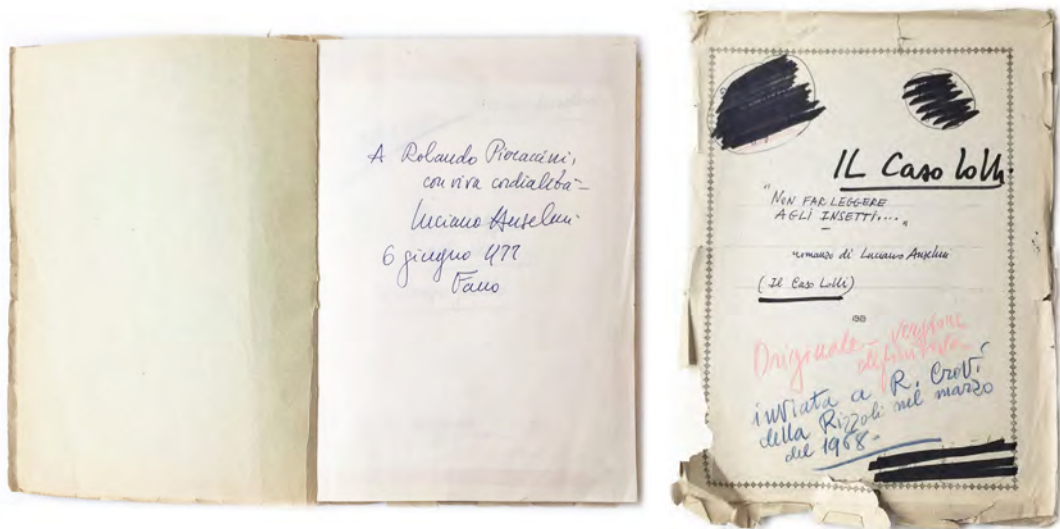 A Rolando Piccinini,
con viva cordialità –
Luciano Anselmi
6 giugno 977
Fano
IL Caso Lolli
"NON FAR LEGGERE
AGLI INSETTI...."
romanzo di Luciano Anselmi
(Il Caso Lolli)
Originale – versione
definitiva –
inviata a R. Crovi
della Rizzoli nel marzo
del 1968 –